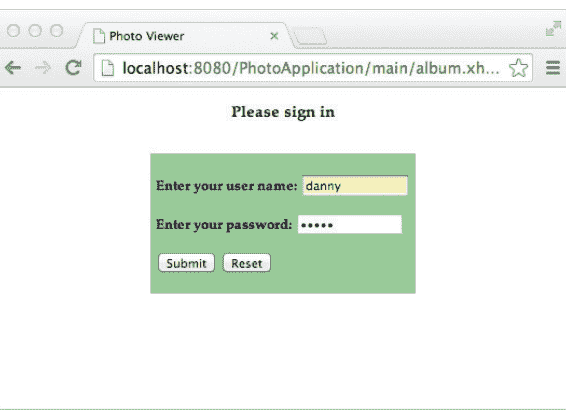 Photo Viewer
localhost:8080/PhotoApplication/main/album.xh...
Please sign in
Enter your user name: danny
Enter your password: •••••
Submit Reset